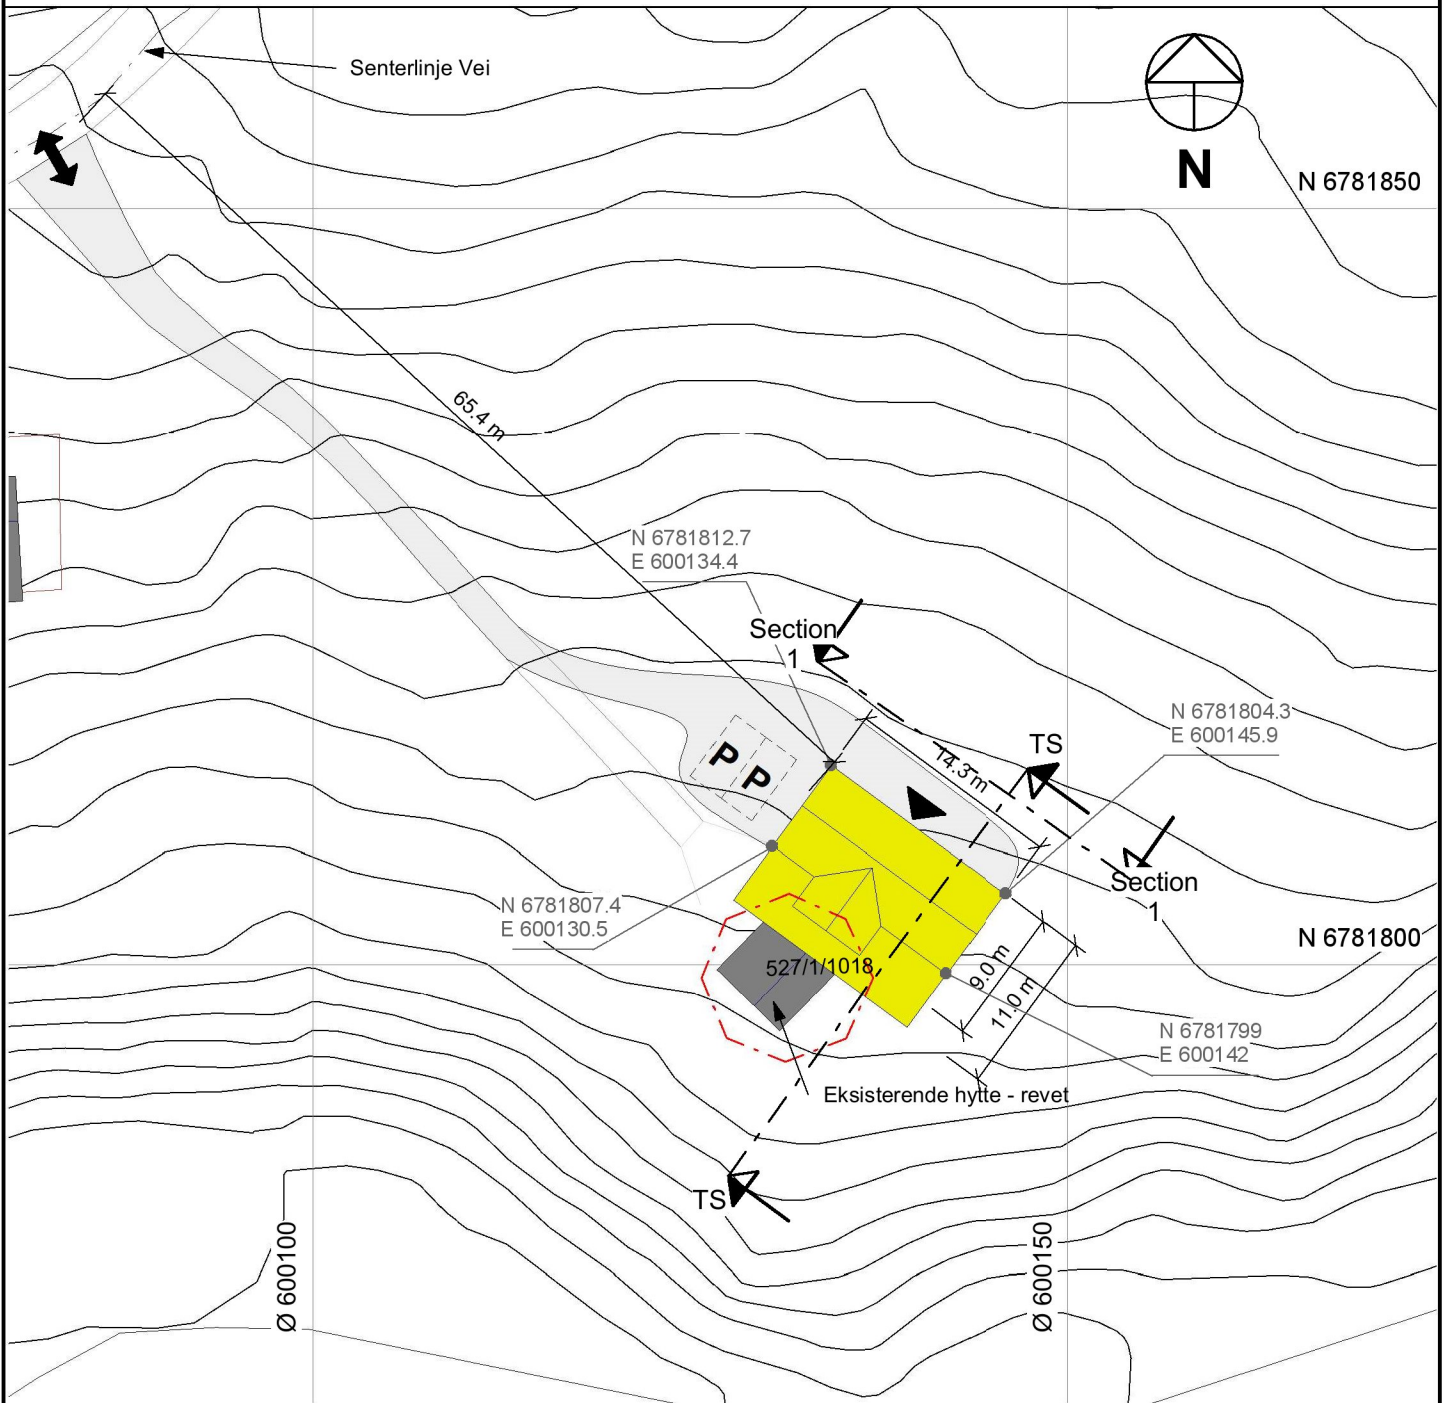 Senterlinje Vei
N
N 6781850
65.4 m
N 6781812.7
E 600134.4
Section
1
N 6781804.3
E 600145.9
TS
14.3 m
P
P
Section
1
N 6781807.4
E 600130.5
N 6781800
527/1/1018
9.0 m
11.0 m
N 6781799
E 600142
Eksisterende hytte - revet
TS
Ø 600100
Ø 600150